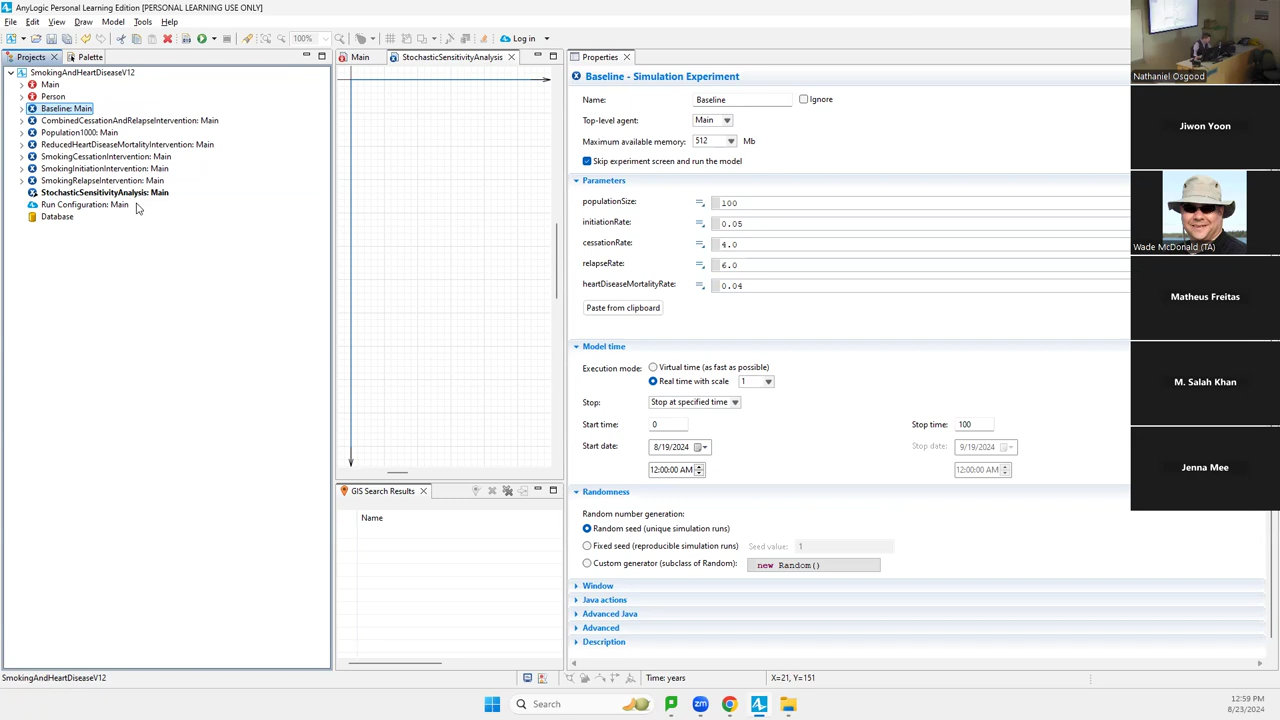 AnyLogic Personal Learning Edition [PERSONAL LEARNING USE ONLY]
File Edit View Draw Model Tools Help
100% Log in
Projects Palette
SmokingAndHeartDiseaseV12
Main
Person
Baseline: Main
CombinedCessationAndRelapseIntervention: Main
Population1000: Main
ReducedHeartDiseaseMortalityIntervention: Main
SmokingCessationIntervention: Main
SmokingInitiationIntervention: Main
SmokingRelapseIntervention: Main
StochasticSensitivityAnalysis: Main
Run Configuration: Main
Database
Main StochasticSensitivityAnalysis
GIS Search Results
Name
Properties
Baseline - Simulation Experiment
Name: Baseline Ignore
Top-level agent: Main
Maximum available memory: 512 Mb
Skip experiment screen and run the model
Parameters
populationSize: 100
initiationRate: 0.05
cessationRate: 4.0
relapseRate: 6.0
heartDiseaseMortalityRate: 0.04
Paste from clipboard
Model time
Execution mode: Virtual time (as fast as possible)
Real time with scale 1
Stop: Stop at specified time
Start time: 0 Stop time: 100
Start date: 8/19/2024 Stop date: 9/19/2024
12:00:00 AM 12:00:00 AM
Randomness
Random number generation:
Random seed (unique simulation runs)
Fixed seed (reproducible simulation runs) Seed value: 1
Custom generator (subclass of Random): new Random()
Window
Java actions
Advanced Java
Advanced
Description
Nathaniel Osgood
Jiwon Yoon
Wade McDonald (TA)
Matheus Freitas
M. Salah Khan
Jenna Mee
SmokingAndHeartDiseaseV12 Time: years X=21, Y=151
Search
12:59 PM
8/23/2024